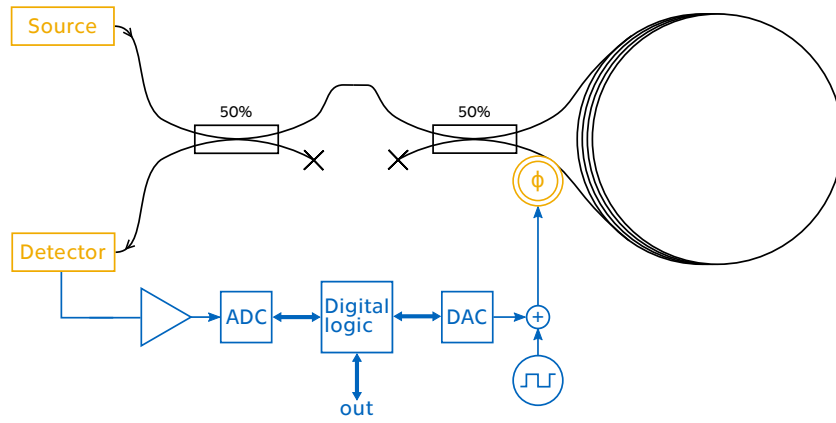 Source
50%
50%
ϕ
Detector
ADC
Digital
logic
DAC
+
out